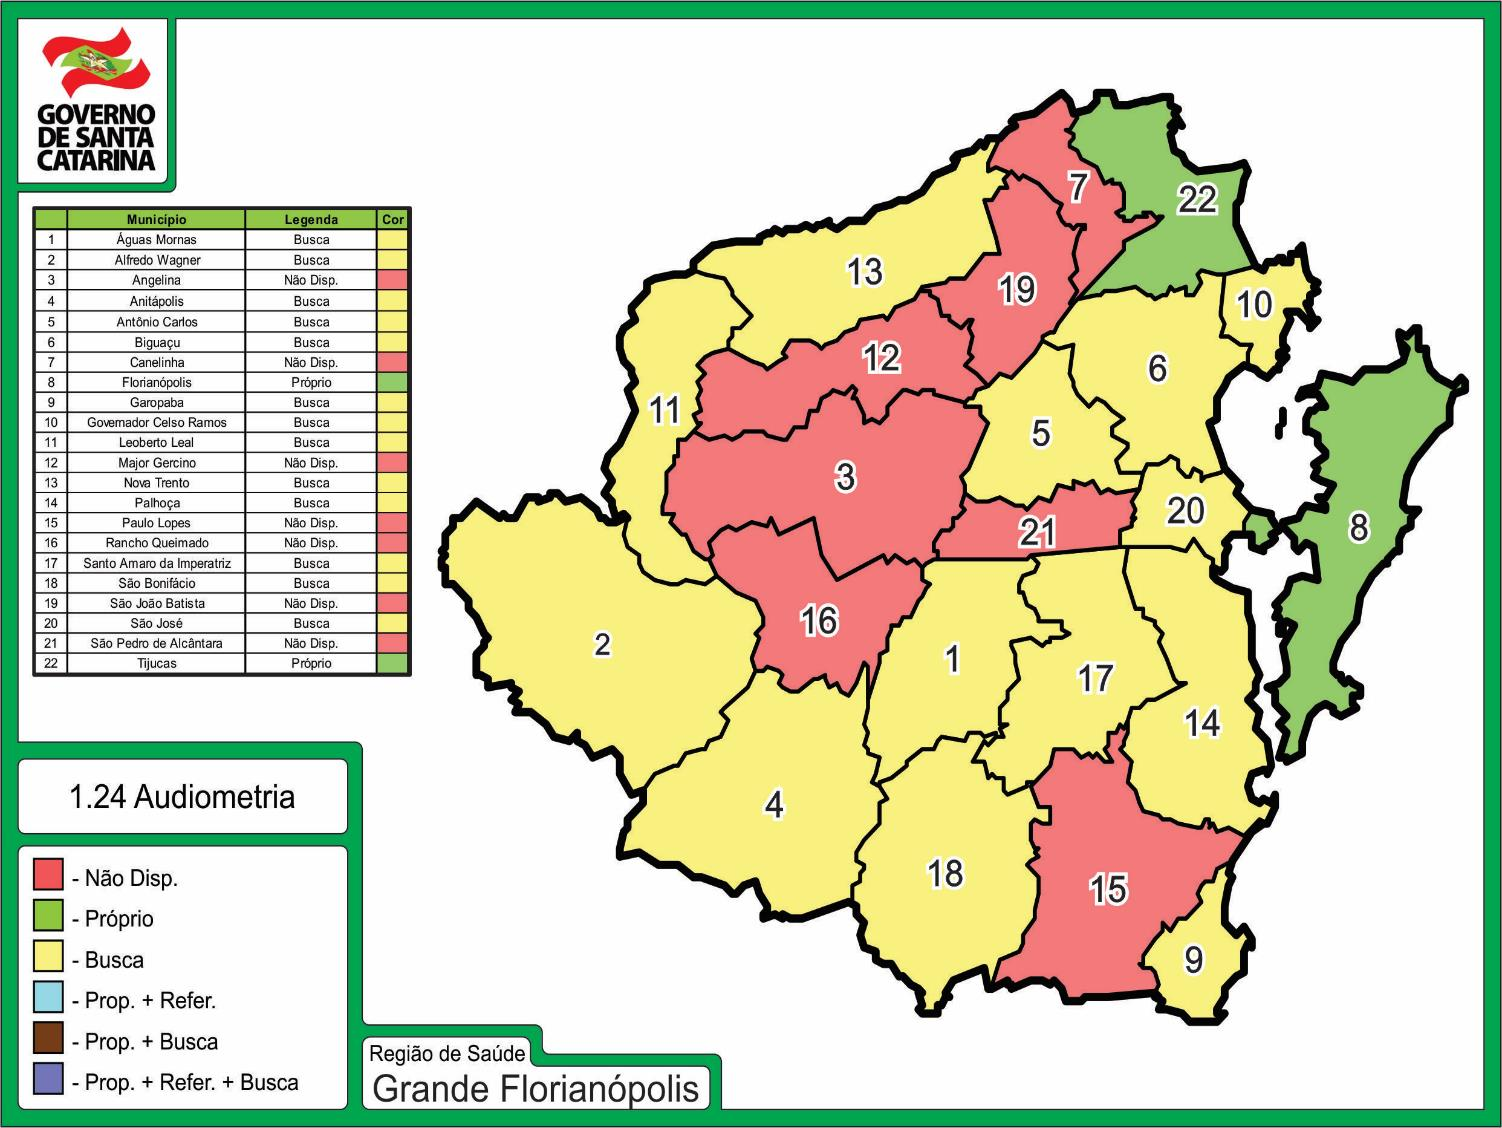 GOVERNO
DE SANTA
CATARINA
Município Legenda Cor
1 Águas Mornas Busca
2 Alfredo Wagner Busca
3 Angelina Não Disp.
4 Anitápolis Busca
5 Antônio Carlos Busca
6 Biguaçu Busca
7 Canelinha Não Disp.
8 Florianópolis Próprio
9 Garopaba Busca
10 Governador Celso Ramos Busca
11 Leoberto Leal Busca
12 Major Gercino Não Disp.
13 Nova Trento Busca
14 Palhoça Busca
15 Paulo Lopes Não Disp.
16 Rancho Queimado Não Disp.
17 Santo Amaro da Imperatriz Busca
18 São Bonifácio Busca
19 São João Batista Não Disp.
20 São José Busca
21 São Pedro de Alcântara Não Disp.
22 Tijucas Próprio
7
22
13
19
10
12
6
11
5
3
20
21
8
16
2
1
17
14
4
18
15
9
1.24 Audiometria
- Não Disp.
- Próprio
- Busca
- Prop. + Refer.
- Prop. + Busca
- Prop. + Refer. + Busca
Região de Saúde
Grande Florianópolis